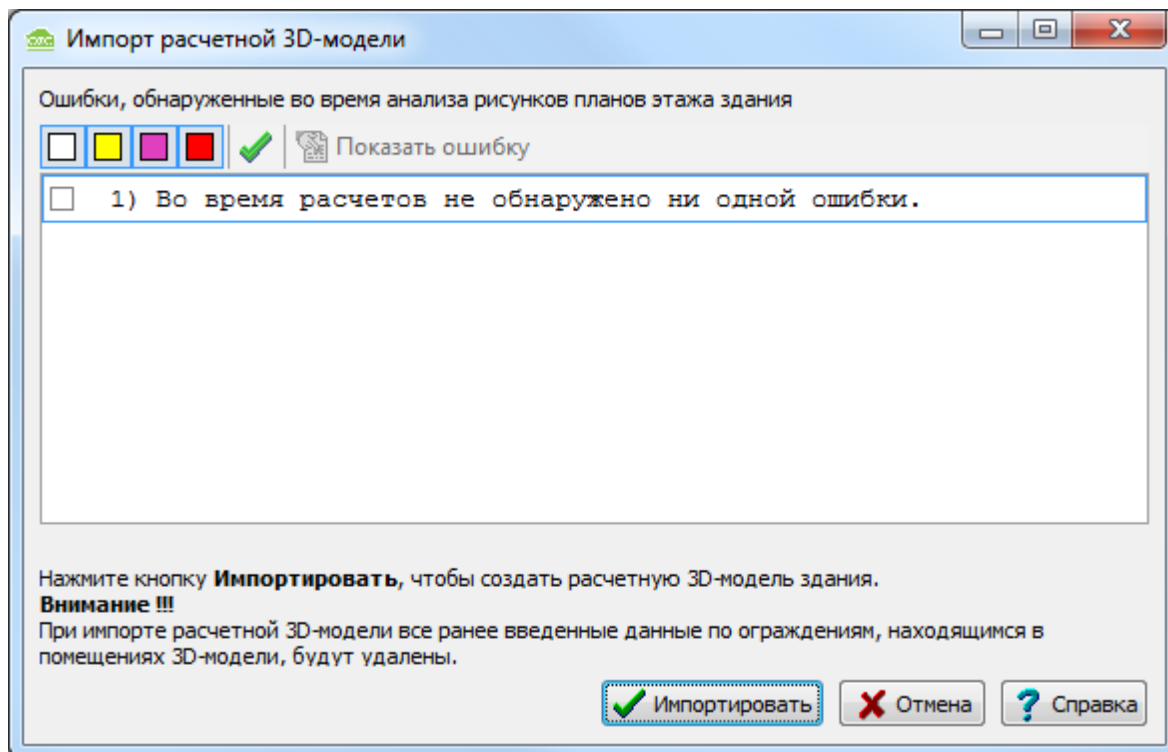 Импорт расчетной 3D-модели
Ошибки, обнаруженные во время анализа рисунков планов этажа здания
Показать ошибку
1) Во время расчетов не обнаружено ни одной ошибки.
Нажмите кнопку Импортировать, чтобы создать расчетную 3D-модель здания.
Внимание !!!
При импорте расчетной 3D-модели все ранее введенные данные по ограждениям, находящимся в
помещениях 3D-модели, будут удалены.
Импортировать Отмена ? Справка